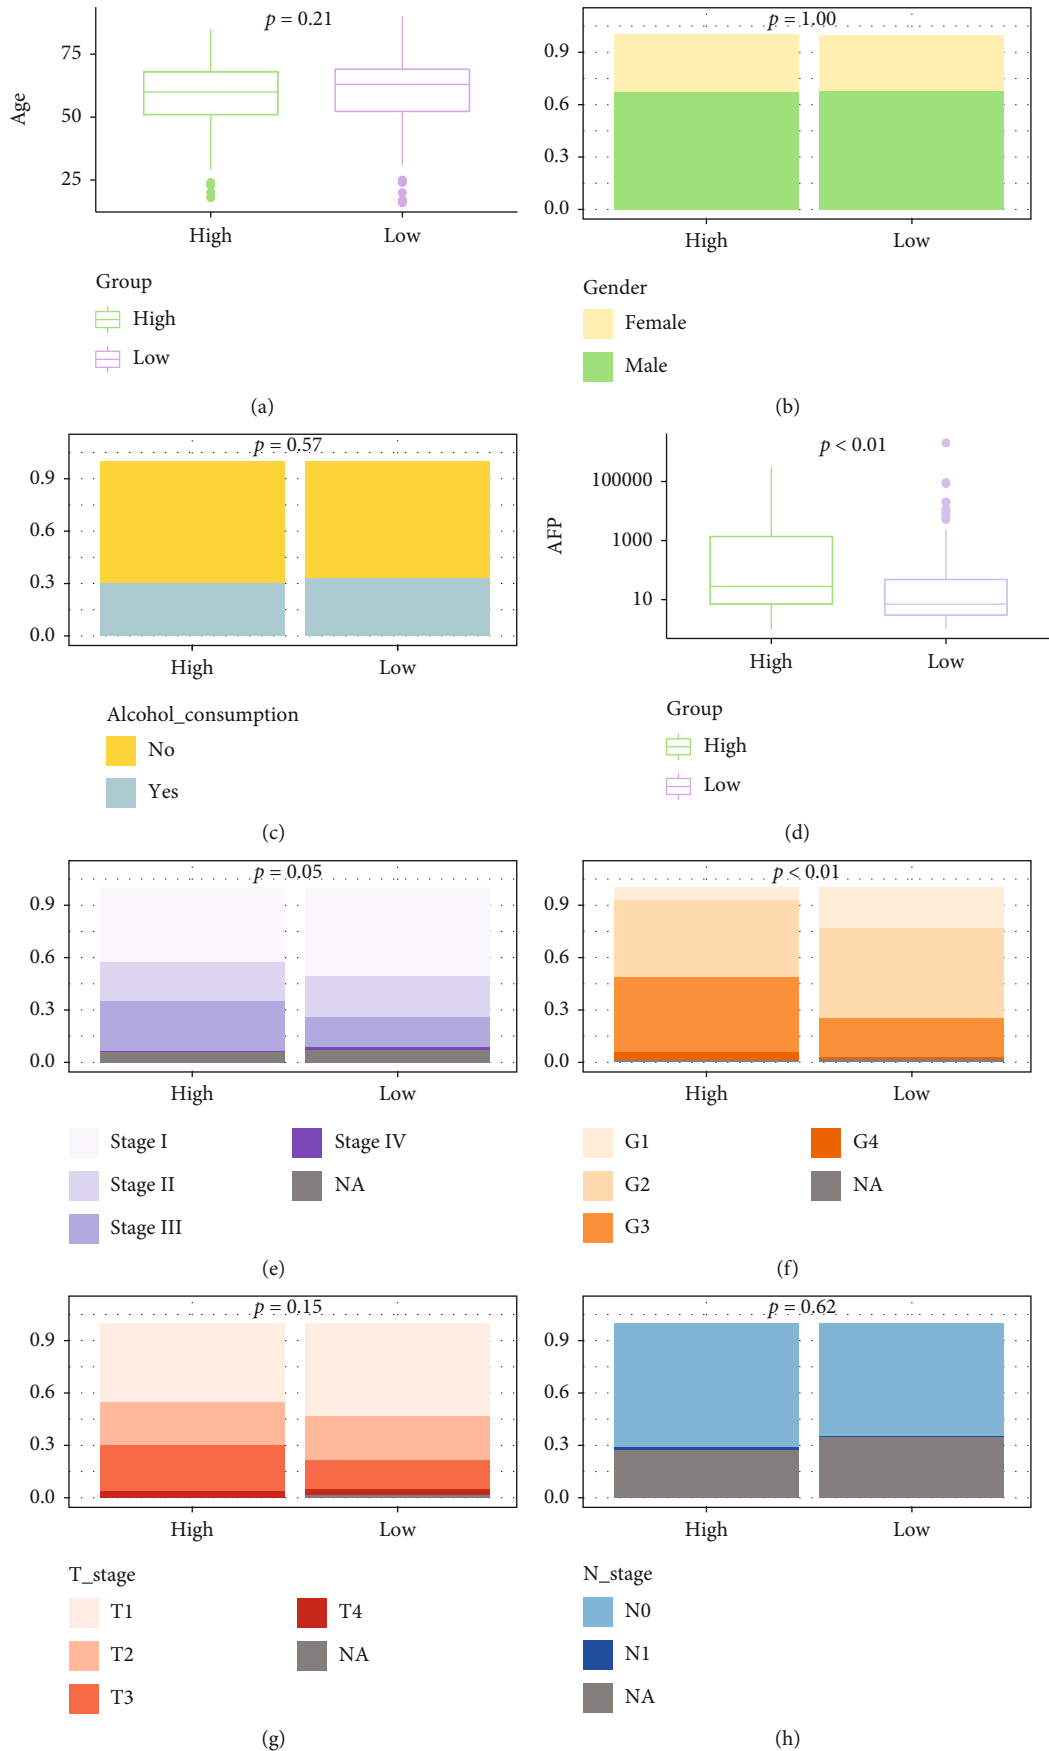 p = 0.21
75
50
25
Age
High
Low
Group
High
Low
(a)
p = 1.00
0.9
0.6
0.3
0.0
High
Low
Gender
Female
Male
(b)
p = 0.57
0.9
0.6
0.3
0.0
High
Low
Alcohol_consumption
No
Yes
(c)
p < 0.01
100000
1000
10
AFP
High
Low
Group
High
Low
(d)
p = 0.05
0.9
0.6
0.3
0.0
High
Low
Stage I
Stage II
Stage III
Stage IV
NA
(e)
p < 0.01
0.9
0.6
0.3
0.0
High
Low
G1
G2
G3
G4
NA
(f)
p = 0.15
0.9
0.6
0.3
0.0
High
Low
T_stage
T1
T2
T3
T4
NA
(g)
p = 0.62
0.9
0.6
0.3
0.0
High
Low
N_stage
N0
N1
NA
(h)